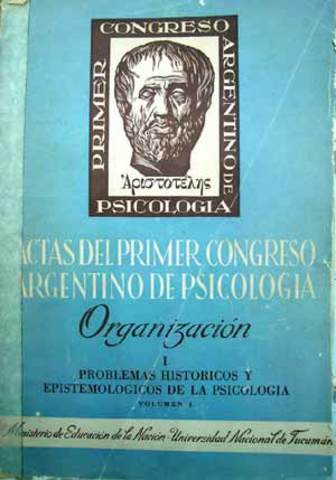 PRIMER
CONGRESO
ARGENTINO DE
Ἀριστοτέλης
PSICOLOGIA
ACTAS DEL PRIMER CONGRESO
ARGENTINO DE PSICOLOGIA
Organización
I
PROBLEMAS HISTORICOS Y
EPISTEMOLOGICOS DE LA PSICOLOGIA
VOLUMEN I
Ministerio de Educación de la Nación - Universidad Nacional de Tucumán